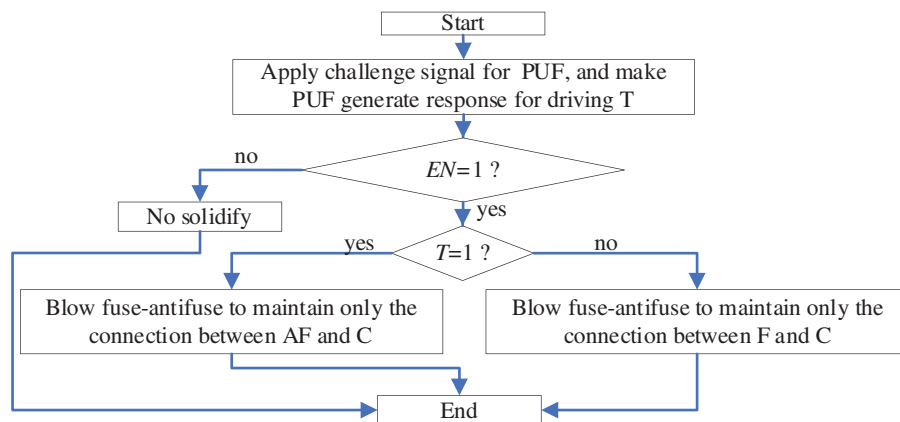 Start
Apply challenge signal for PUF, and make
PUF generate response for driving T
no
EN=1 ?
No solidify
yes
yes
T=1 ?
no
Blow fuse-antifuse to maintain only the
connection between AF and C
Blow fuse-antifuse to maintain only the
connection between F and C
End